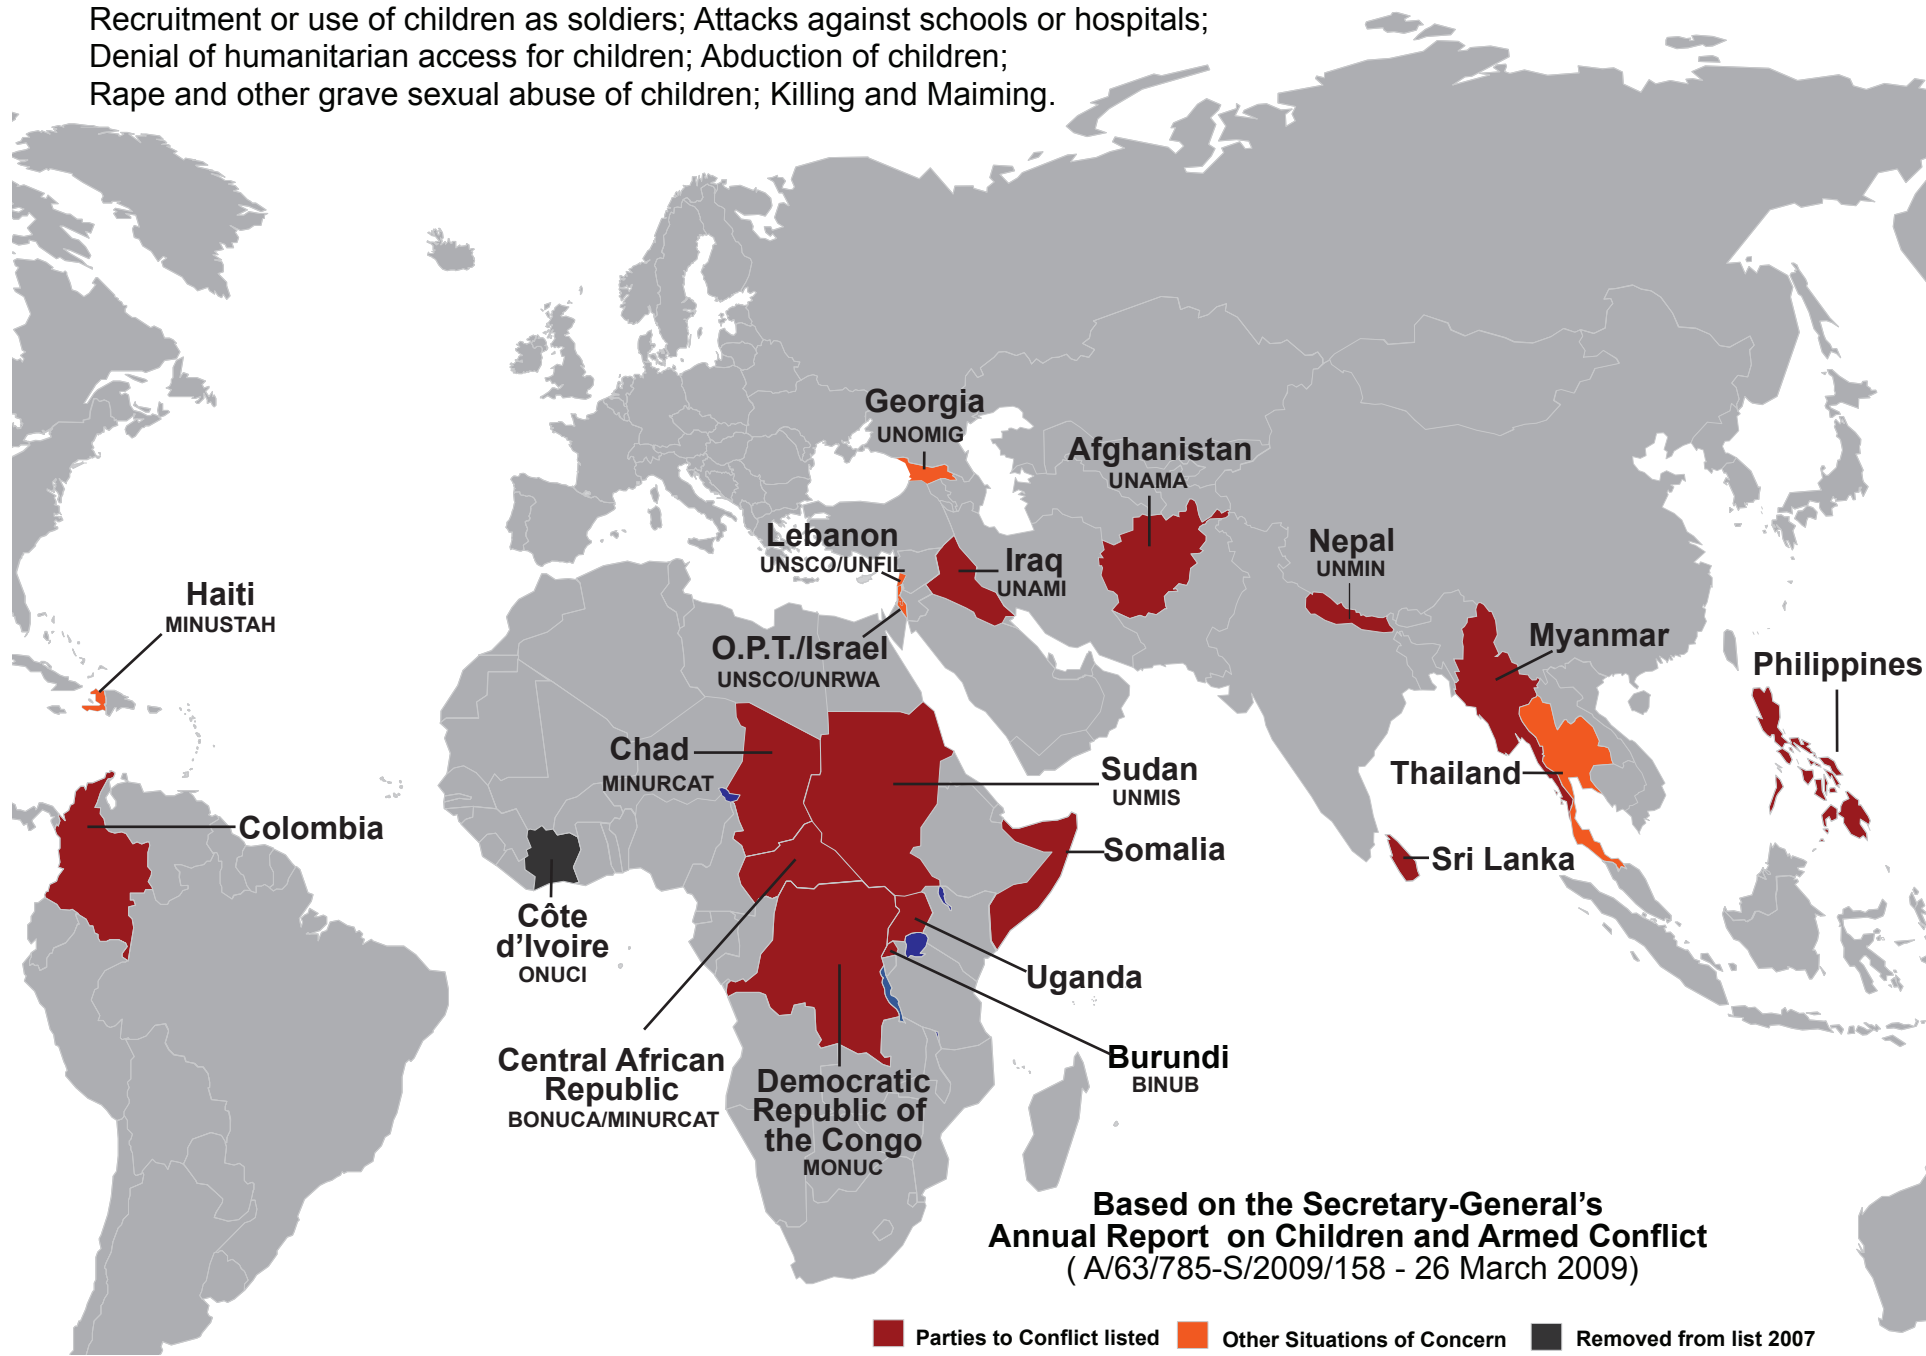 Recruitment or use of children as soldiers; Attacks against schools or hospitals;
Denial of humanitarian access for children; Abduction of children;
Rape and other grave sexual abuse of children; Killing and Maiming.
Georgia
UNOMIG
Afghanistan
UNAMA
Lebanon
UNSCO/UNFIL
Iraq
UNAMI
Nepal
UNMIN
Haiti
MINUSTAH
O.P.T./Israel
UNSCO/UNRWA
Myanmar
Philippines
Chad
MINURCAT
Sudan
UNMIS
Thailand
Colombia
Somalia
Sri Lanka
Côte
d’Ivoire
ONUCI
Uganda
Central African
Republic
BONUCA/MINURCAT
Democratic
Republic of
the Congo
MONUC
Burundi
BINUB
Based on the Secretary-General’s
Annual Report  on Children and Armed Conflict
( A/63/785-S/2009/158 - 26 March 2009)
Parties to Conflict listed
Other Situations of Concern
Removed from list 2007